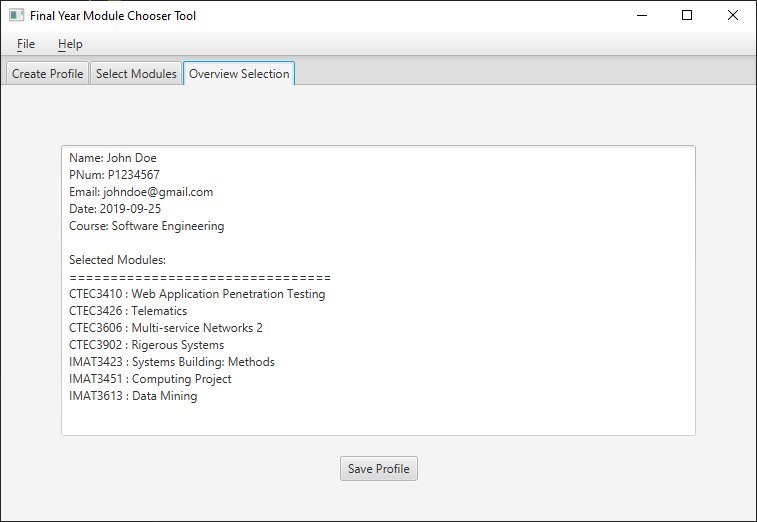 Final Year Module Chooser Tool
File Help
Create Profile Select Modules Overview Selection
Name: John Doe
PNum: P1234567
Email: johndoe@gmail.com
Date: 2019-09-25
Course: Software Engineering
Selected Modules:
================================
CTEC3410 : Web Application Penetration Testing
CTEC3426 : Telematics
CTEC3606 : Multi-service Networks 2
CTEC3902 : Rigerous Systems
IMAT3423 : Systems Building: Methods
IMAT3451 : Computing Project
IMAT3613 : Data Mining
Save Profile